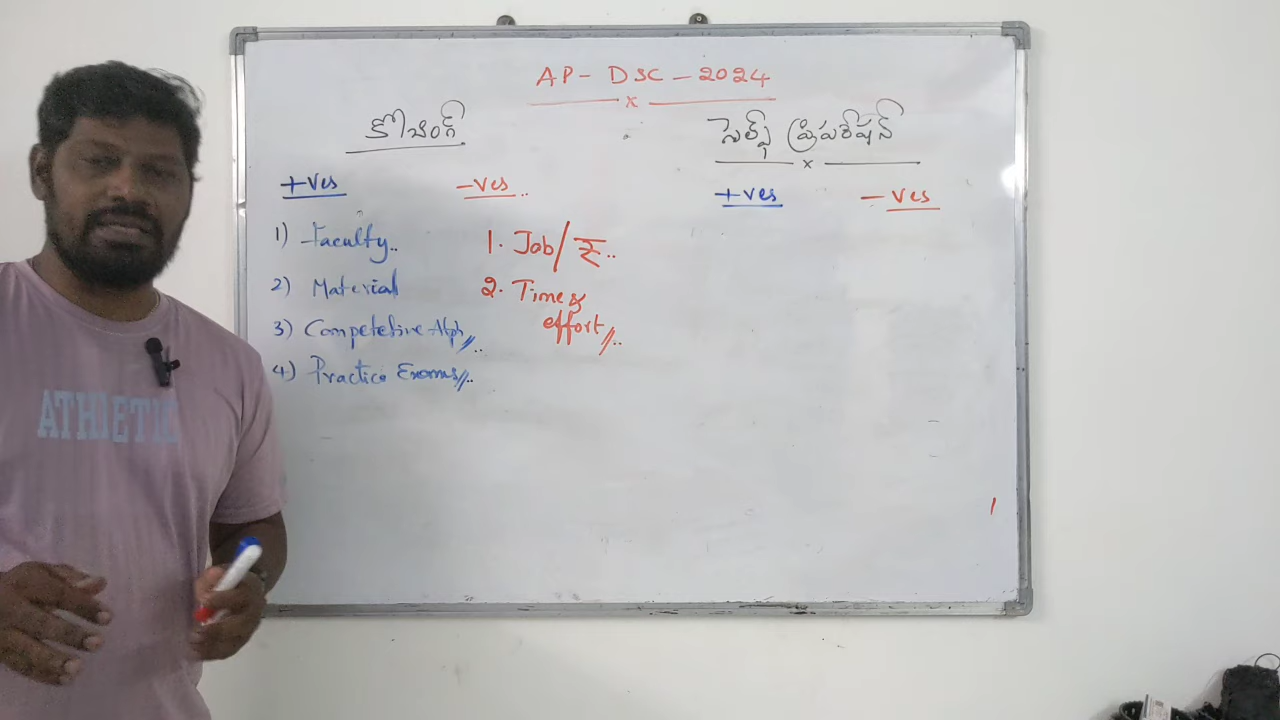 AP - DSC - 2024
x
కోచింగ్
+ves
-ves ..
1) Faculty..
2) Material
3) Competetive Atph//..
4) Practice Exams//..
1. Job/₹..
2. Time &
effort//..
సెల్ఫ్ ప్రిపరేషన్
x
+ves
- ves
ATHLETIC